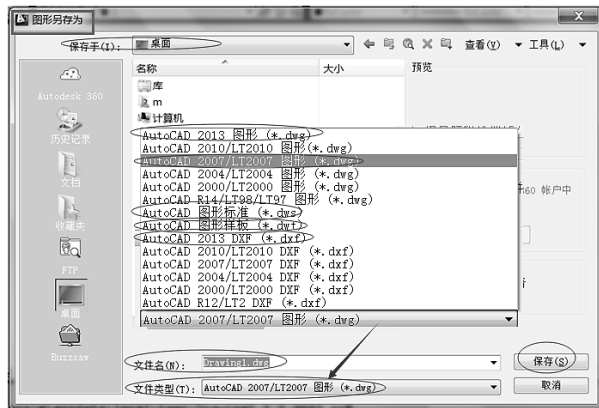 图形另存为
保存于(I): 桌面 查看(V) 工具(L)
名称 大小 预览
Autodesk 360
库
m
计算机
历史记录
AutoCAD 2013 图形 (*.dwg)
AutoCAD 2010/LT2010 图形 (*.dwg)
AutoCAD 2007/LT2007 图形 (*.dwg)
AutoCAD 2004/LT2004 图形 (*.dwg)
AutoCAD 2000/LT2000 图形 (*.dwg)
AutoCAD R14/LT98/LT97 图形 (*.dwg)
AutoCAD 图形标准 (*.dws)
AutoCAD 图形样板 (*.dwt)
AutoCAD 2013 DXF (*.dxf)
AutoCAD 2010/LT2010 DXF (*.dxf)
AutoCAD 2007/LT2007 DXF (*.dxf)
AutoCAD 2004/LT2004 DXF (*.dxf)
AutoCAD 2000/LT2000 DXF (*.dxf)
AutoCAD R12/LT2 DXF (*.dxf)
AutoCAD 2007/LT2007 图形 (*.dwg)
文档
收藏夹
FTP
桌面
Buzzsaw
60 帐户中
文件名(N): Drawing1.dwg 保存(S)
文件类型(T): AutoCAD 2007/LT2007 图形 (*.dwg) 取消